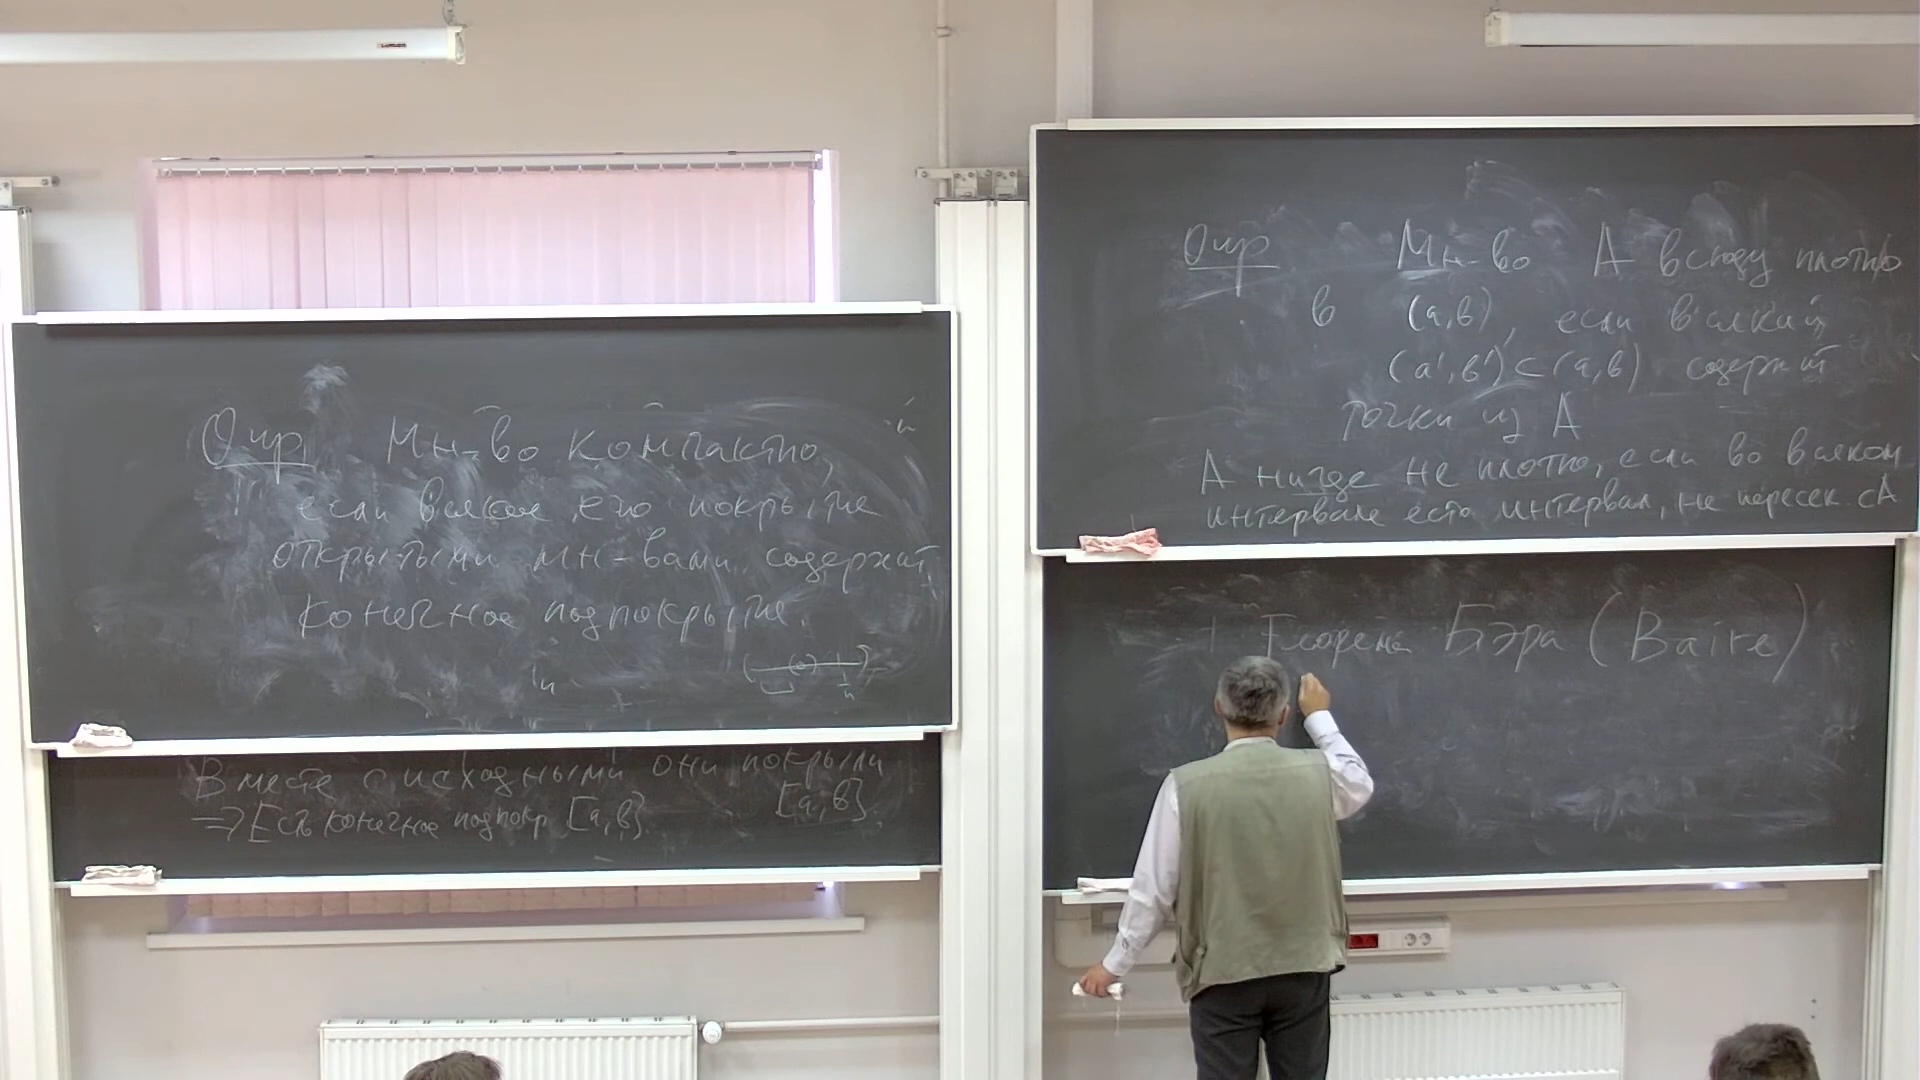 Опр Мн-во компактно,
если всякое его покрытие
открытыми мн-вами содержит
конечное подпокрытие.
Вместе с исходными они покрыли
[a,b].
=> Есть конечное подпокр [a,b].
Опр Мн-во A всюду плотно
в (a,b), если всякий
(a',b')⊂(a,b) содержит
точки из A
A нигде не плотно, если во всяком
интервале есть интервал, не пересек. с A
Теорема Бэра (Baire)